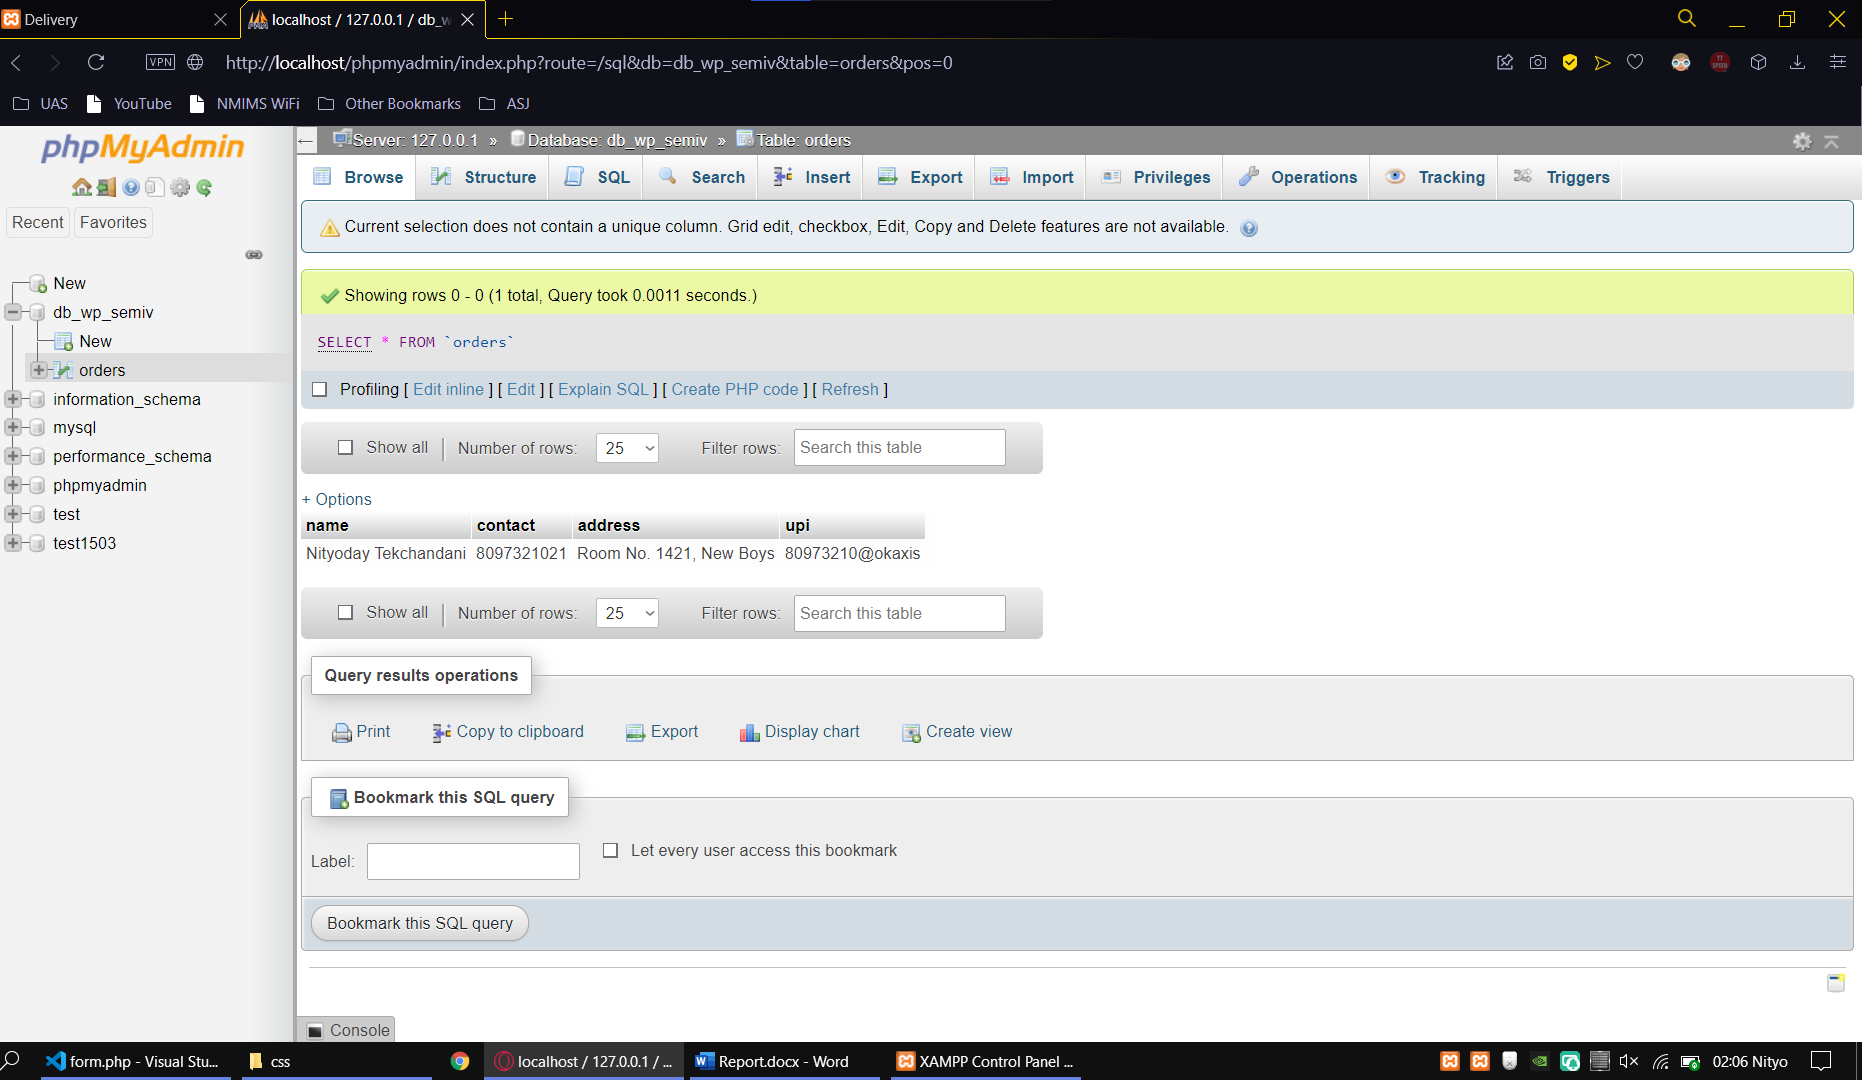 Delivery
localhost / 127.0.0.1 / db_w
VPN
http://localhost/phpmyadmin/index.php?route=/sql&db=db_wp_semiv&table=orders&pos=0
UAS YouTube NMIMS WiFi Other Bookmarks ASJ
phpMyAdmin
Recent Favorites
New
db_wp_semiv
New
orders
information_schema
mysql
performance_schema
phpmyadmin
test
test1503
Server: 127.0.0.1 » Database: db_wp_semiv » Table: orders
Browse Structure SQL Search Insert Export Import Privileges Operations Tracking Triggers
Current selection does not contain a unique column. Grid edit, checkbox, Edit, Copy and Delete features are not available.
Showing rows 0 - 0 (1 total, Query took 0.0011 seconds.)
SELECT * FROM `orders`
Profiling [ Edit inline ] [ Edit ] [ Explain SQL ] [ Create PHP code ] [ Refresh ]
Show all Number of rows: 25 Filter rows: Search this table
+ Options
name contact address upi
Nityoday Tekchandani 8097321021 Room No. 1421, New Boys 80973210@okaxis
Show all Number of rows: 25 Filter rows: Search this table
Query results operations
Print Copy to clipboard Export Display chart Create view
Bookmark this SQL query
Label: Let every user access this bookmark
Bookmark this SQL query
Console
form.php - Visual Stu... css localhost / 127.0.0.1 / ... Report.docx - Word XAMPP Control Panel ... 02:06 Nityo